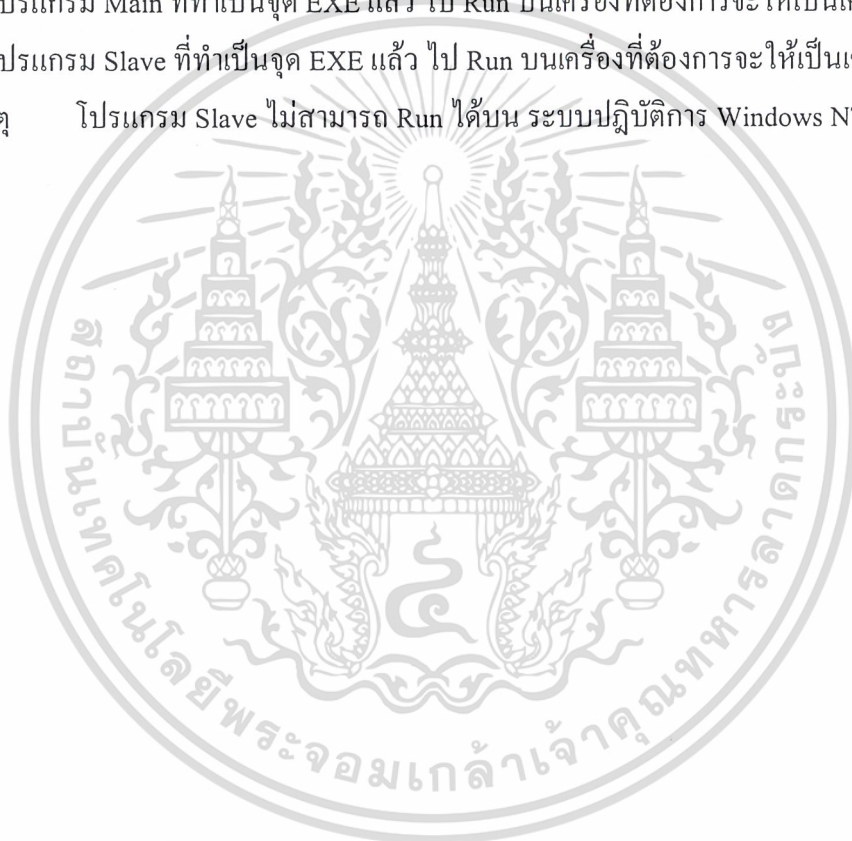 ปรแกรม Main ที่ทำเป็นจุด EXE แล้ว ไป Run บนเครื่องที่ต้องการจะให้เป็น
ปรแกรม Slave ที่ทำเป็นจุด EXE แล้ว ไป Run บนเครื่องที่ต้องการจะให้เป็น
ตุ โปรแกรม Slave ไม่สามารถ Run ได้บน ระบบปฎิบัติการ Windows
สถาบันเทคโนโลยีพระจอมเกล้าเจ้าคุณทหารลาดกระบัง